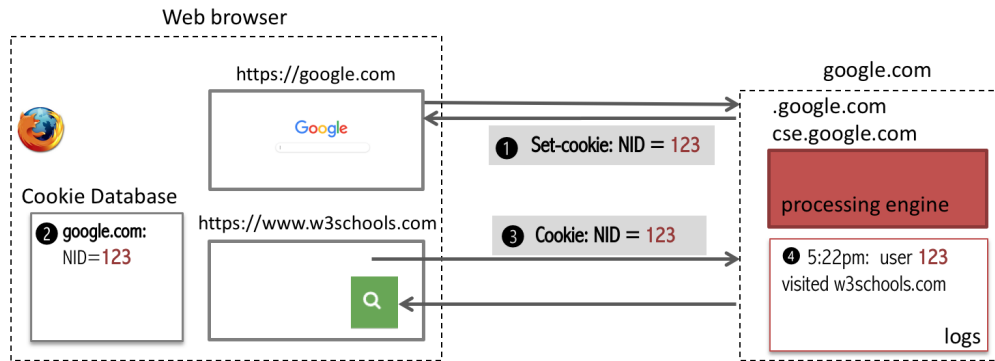 Web browser
https://google.com
Google
Cookie Database
❷ google.com:
NID=123
https://www.w3schools.com
❶ Set-cookie: NID = 123
❸ Cookie: NID = 123
google.com
.google.com
cse.google.com
processing engine
❹ 5:22pm: user 123
visited w3schools.com
logs